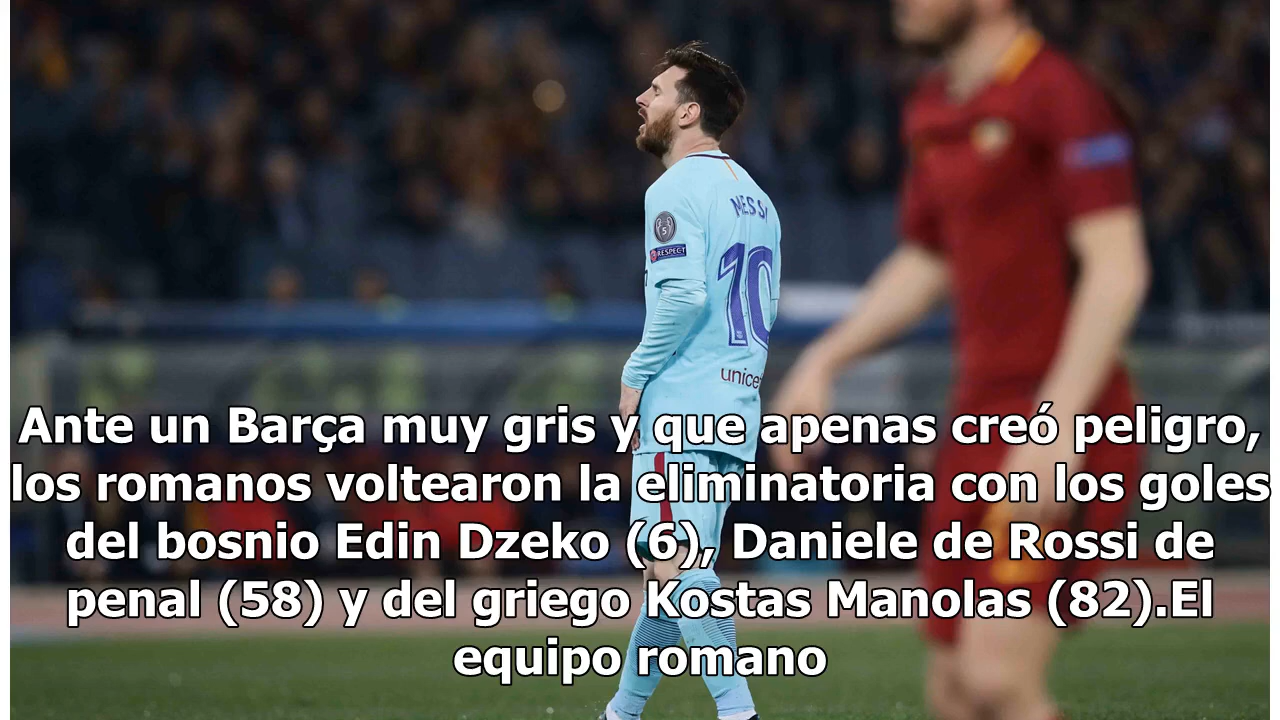 MESSI
5
RESPECT
10
unicef
Ante un Barça muy gris y que apenas creó peligro,
los romanos voltearon la eliminatoria con los goles
del bosnio Edin Dzeko (6), Daniele de Rossi de
penal (58) y del griego Kostas Manolas (82).El
equipo romano